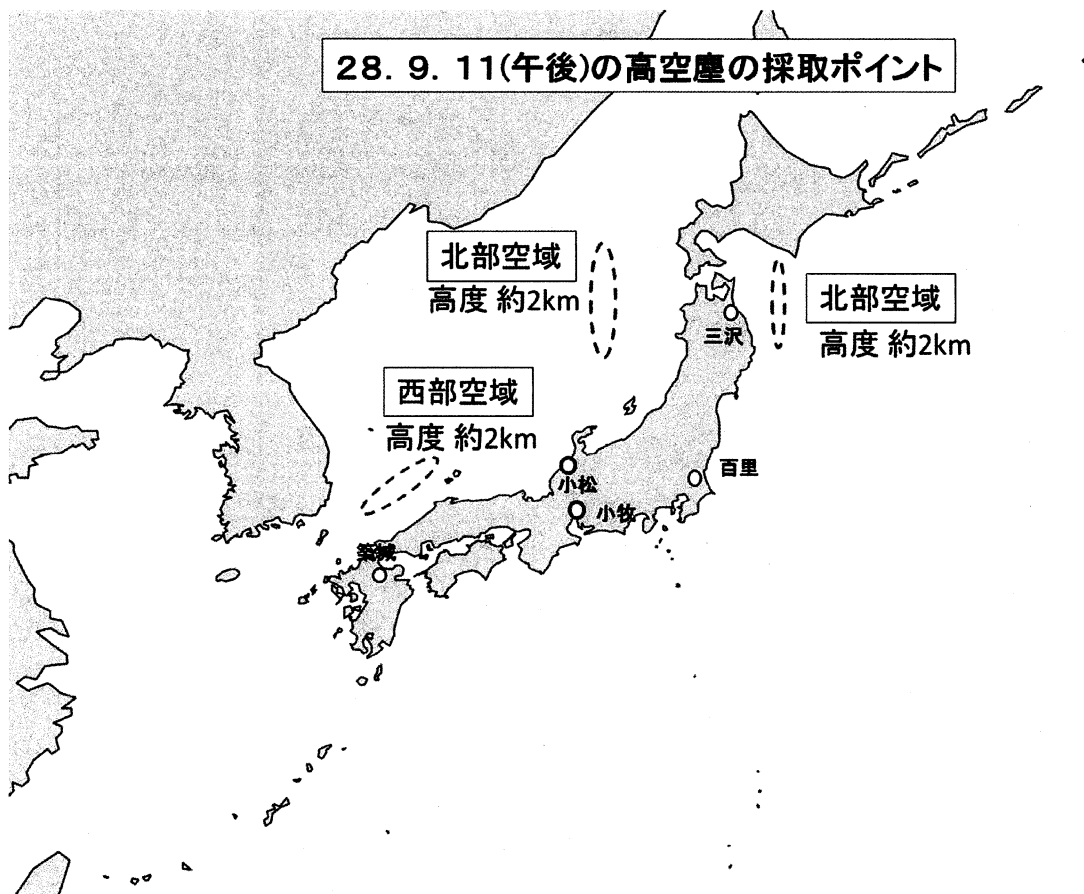 28. 9. 11(午後)の高空塵の採取ポイント
北部空域
高度 約2km
北部空域
高度 約2km
三沢
西部空域
高度 約2km
百里
小松
小牧
築城